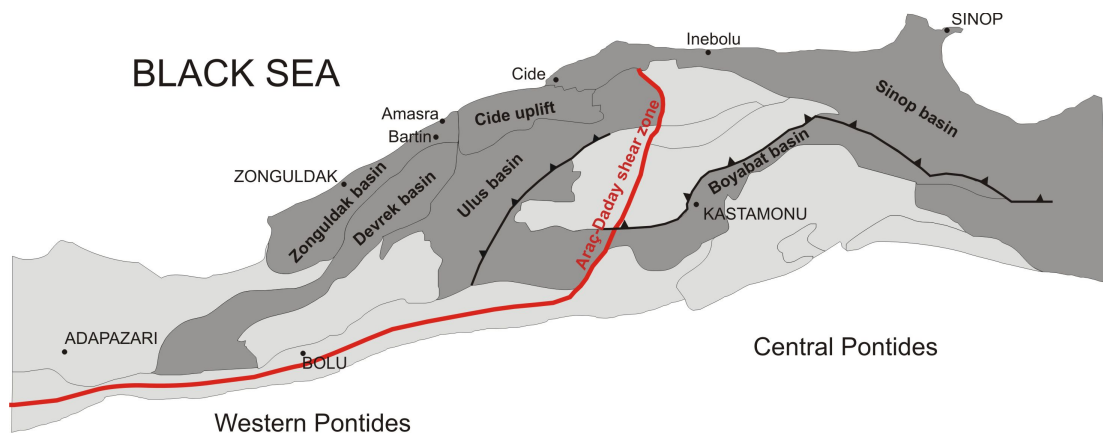 SINOP
Inebolu
BLACK SEA
Cide
Sinop basin
Amasra
Cide uplift
Bartin
Araç-Daday shear zone
Boyabat basin
ZONGULDAK
Ulus basin
Zonguldak basin
Devrek basin
KASTAMONU
ADAPAZARI
BOLU
Central Pontides
Western Pontides